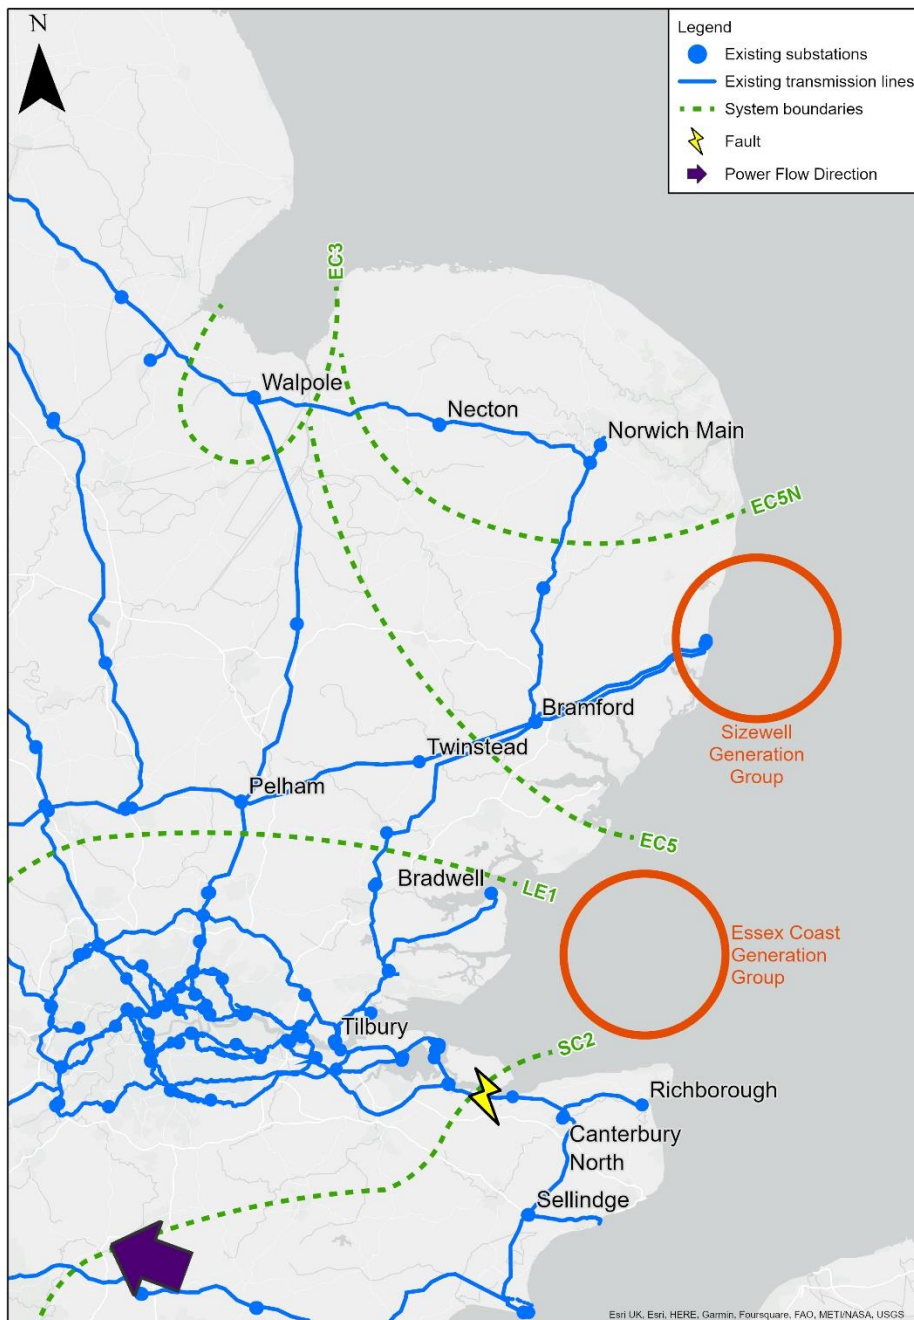 N
Legend
Existing substations
Existing transmission lines
System boundaries
Fault
Power Flow Direction
EC3
Walpole
Necton
Norwich Main
EC5N
Bramford
Twinstead
Sizewell
Generation
Group
Pelham
EC5
LE1
Bradwell
Essex Coast
Generation
Group
Tilbury
SC2
Richborough
Canterbury
North
Sellindge
Esri UK, Esri, HERE, Garmin, Foursquare, FAO, METI/NASA, USGS